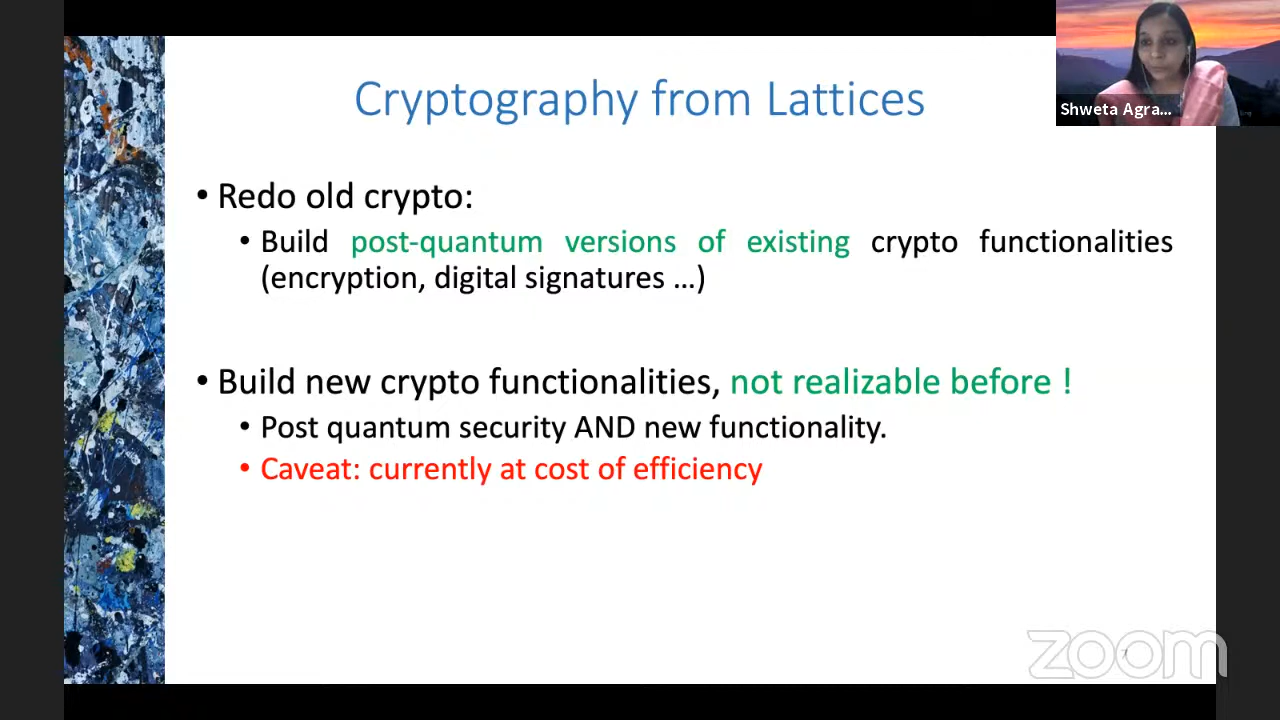 Cryptography from Lattices
Shweta Agra...
• Redo old crypto:
• Build post-quantum versions of existing crypto functionalities
(encryption, digital signatures ...)
• Build new crypto functionalities, not realizable before !
• Post quantum security AND new functionality.
• Caveat: currently at cost of efficiency
zoom
7